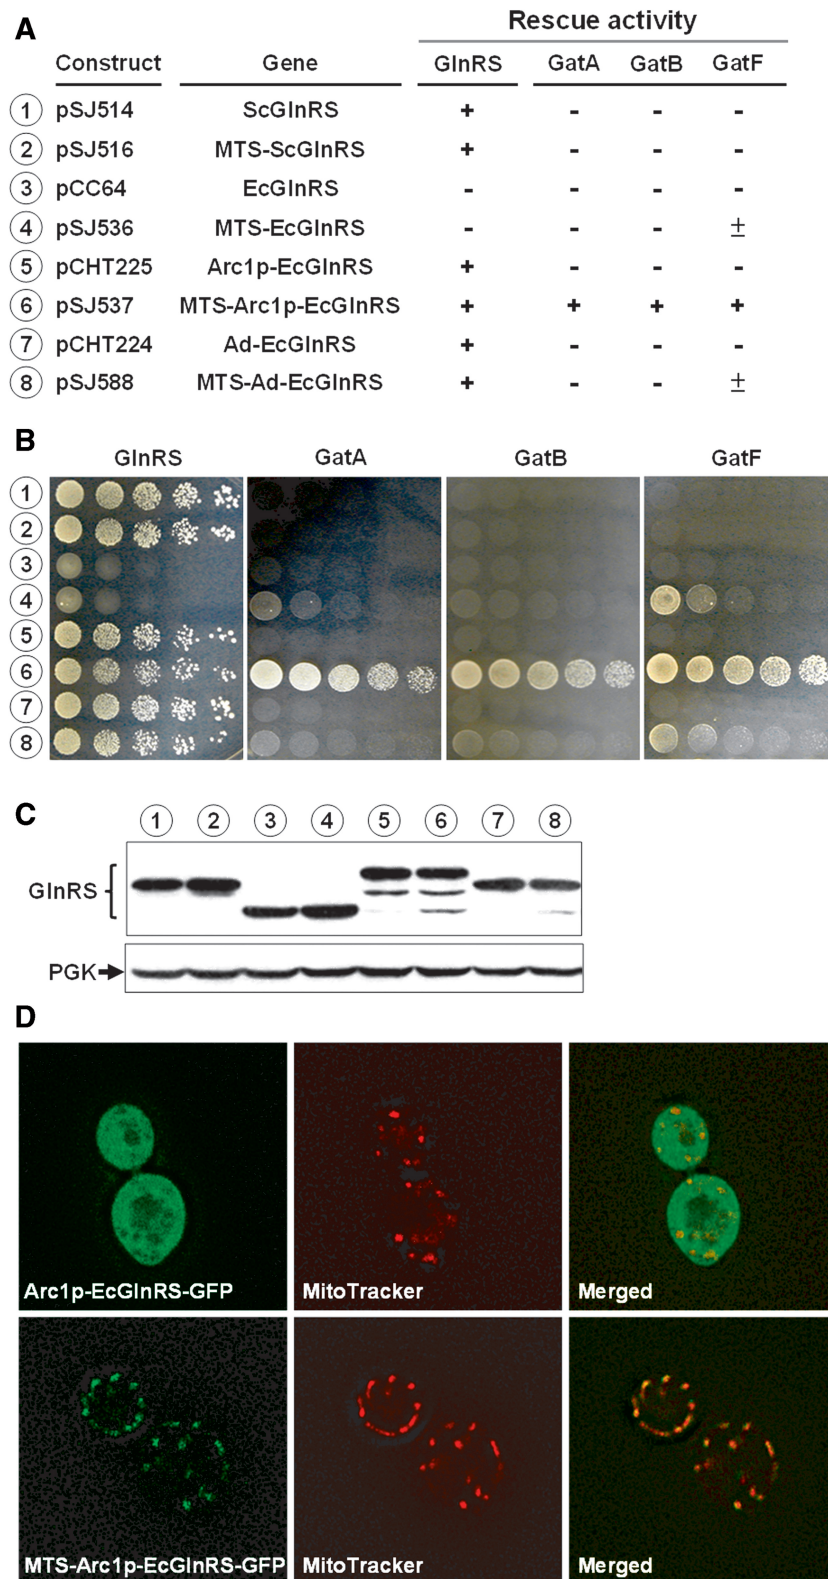 A
Rescue activity
Construct Gene GlnRS GatA GatB GatF
1 pSJ514 ScGlnRS + - - -
2 pSJ516 MTS-ScGlnRS + - - -
3 pCC64 EcGlnRS - - - -
4 pSJ536 MTS-EcGlnRS - - - ±
5 pCHT225 Arc1p-EcGlnRS + - - -
6 pSJ537 MTS-Arc1p-EcGlnRS + + + +
7 pCHT224 Ad-EcGlnRS + - - -
8 pSJ588 MTS-Ad-EcGlnRS + - - ±
B
GlnRS GatA GatB GatF
1
2
3
4
5
6
7
8
C
1 2 3 4 5 6 7 8
GlnRS
PGK
D
Arc1p-EcGlnRS-GFP MitoTracker Merged
MTS-Arc1p-EcGlnRS-GFP MitoTracker Merged